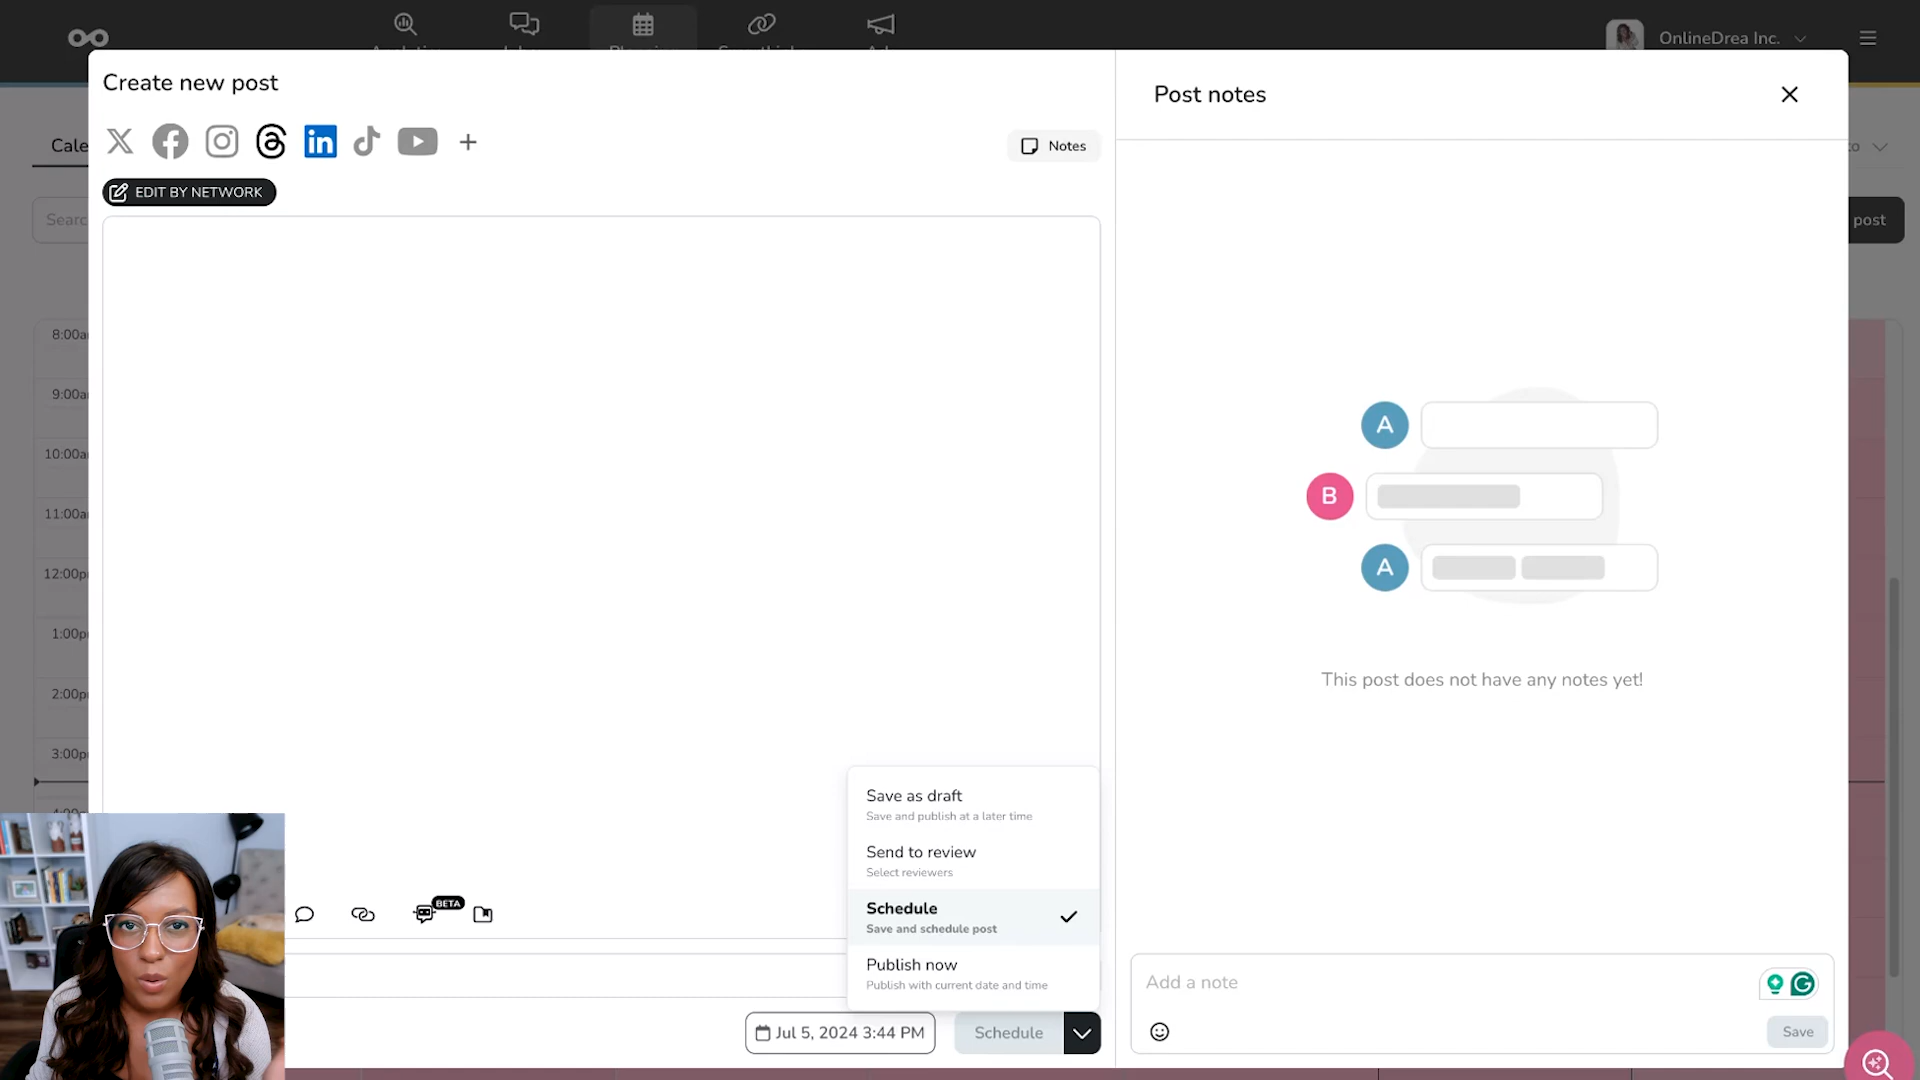 OnlineDrea Inc.
Create new post
Post notes
Cale
Notes
EDIT BY NETWORK
Searc
post
8:00a
9:00a
10:00a
11:00a
12:00p
1:00p
2:00p
3:00p
4:00p
A
B
A
This post does not have any notes yet!
Save as draft
Save and publish at a later time
Send to review
Select reviewers
Schedule
Save and schedule post
Publish now
Publish with current date and time
BETA
Add a note
Jul 5, 2024 3:44 PM
Schedule
Save